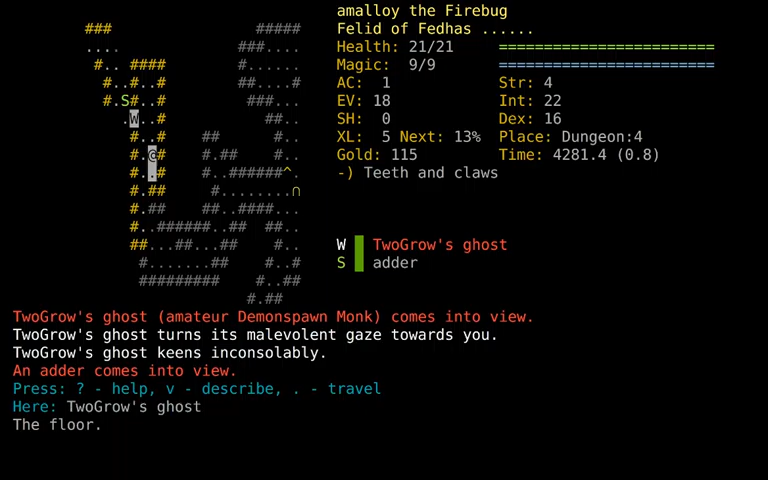 amalloy the Firebug
Felid of Fedhas ......
Health: 21/21 ========================
Magic: 9/9 ========================
AC: 1 Str: 4
EV: 18 Int: 22
SH: 0 Dex: 16
XL: 5 Next: 13% Place: Dungeon:4
Gold: 115 Time: 4281.4 (0.8)
-) Teeth and claws
W TwoGrow's ghost
S adder
TwoGrow's ghost (amateur Demonspawn Monk) comes into view.
TwoGrow's ghost turns its malevolent gaze towards you.
TwoGrow's ghost keens inconsolably.
An adder comes into view.
Press: ? - help, v - describe, . - travel
Here: TwoGrow's ghost
The floor.